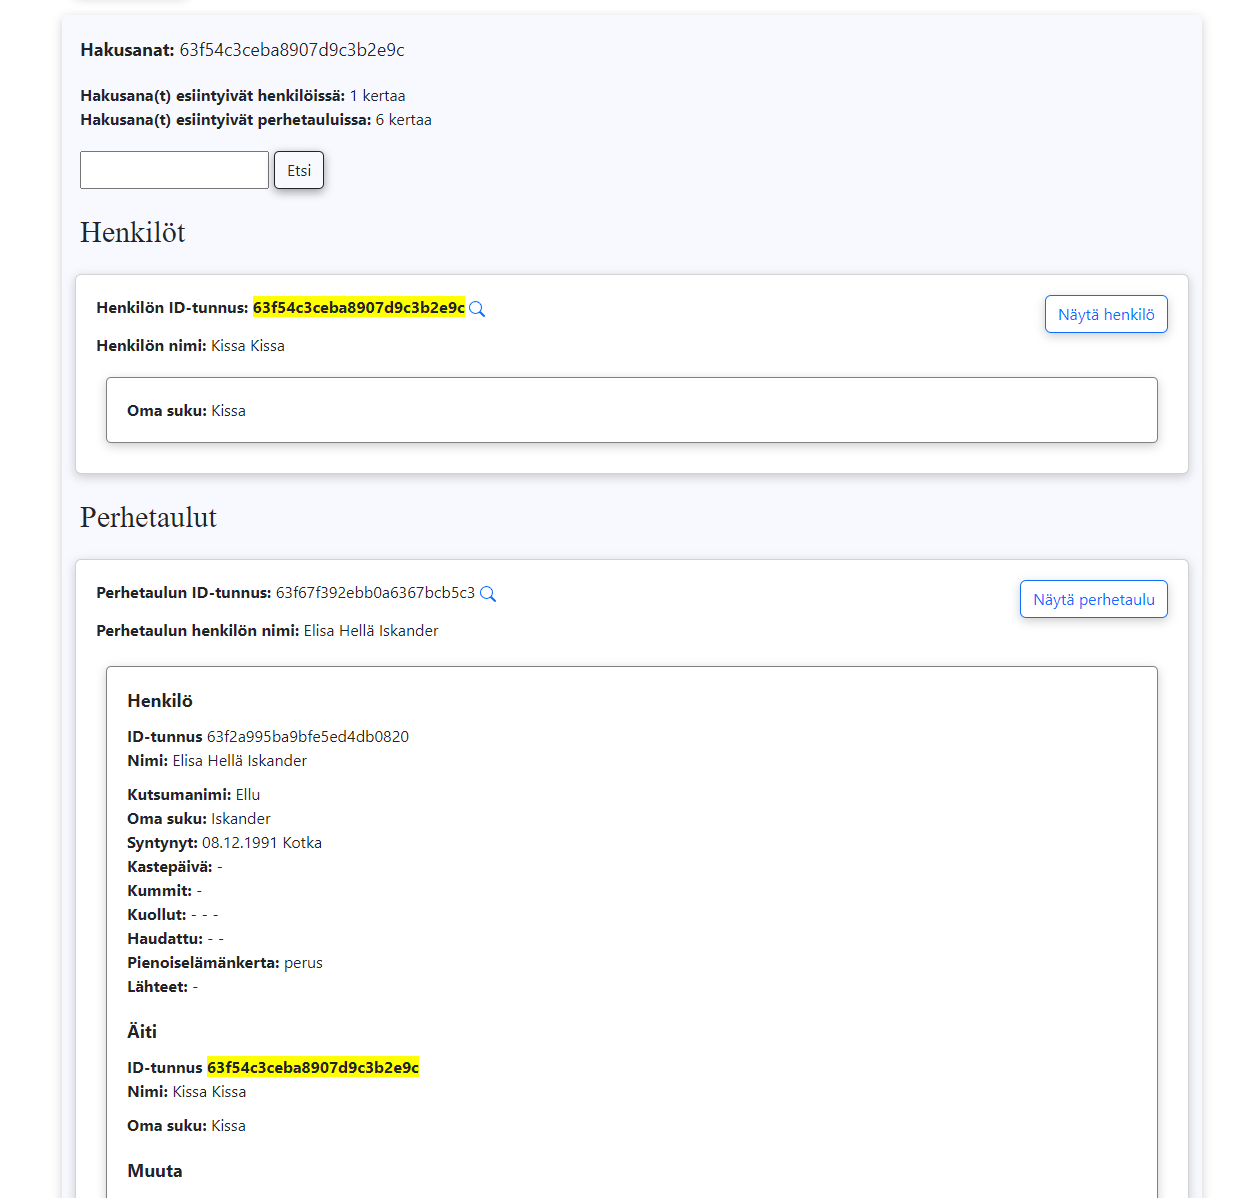 Hakusanat: 63f54c3ceba8907d9c3b2e9c
Hakusana(t) esiintyivät henkilöissä: 1 kertaa
Hakusana(t) esiintyivät perhetauluissa: 6 kertaa
Etsi
Henkilöt
Henkilön ID-tunnus: 63f54c3ceba8907d9c3b2e9c
Näytä henkilö
Henkilön nimi: Kissa Kissa
Oma suku: Kissa
Perhetaulut
Perhetaulun ID-tunnus: 63f67f392ebb0a6367bcb5c3
Näytä perhetaulu
Perhetaulun henkilön nimi: Elisa Hellä Iskander
Henkilö
ID-tunnus 63f2a995ba9bfe5ed4db0820
Nimi: Elisa Hellä Iskander
Kutsumanimi: Ellu
Oma suku: Iskander
Syntynyt: 08.12.1991 Kotka
Kastepäivä: -
Kummit: -
Kuollut: - - -
Haudattu: - -
Pienoiselämänkerta: perus
Lähteet: -
Äiti
ID-tunnus 63f54c3ceba8907d9c3b2e9c
Nimi: Kissa Kissa
Oma suku: Kissa
Muuta